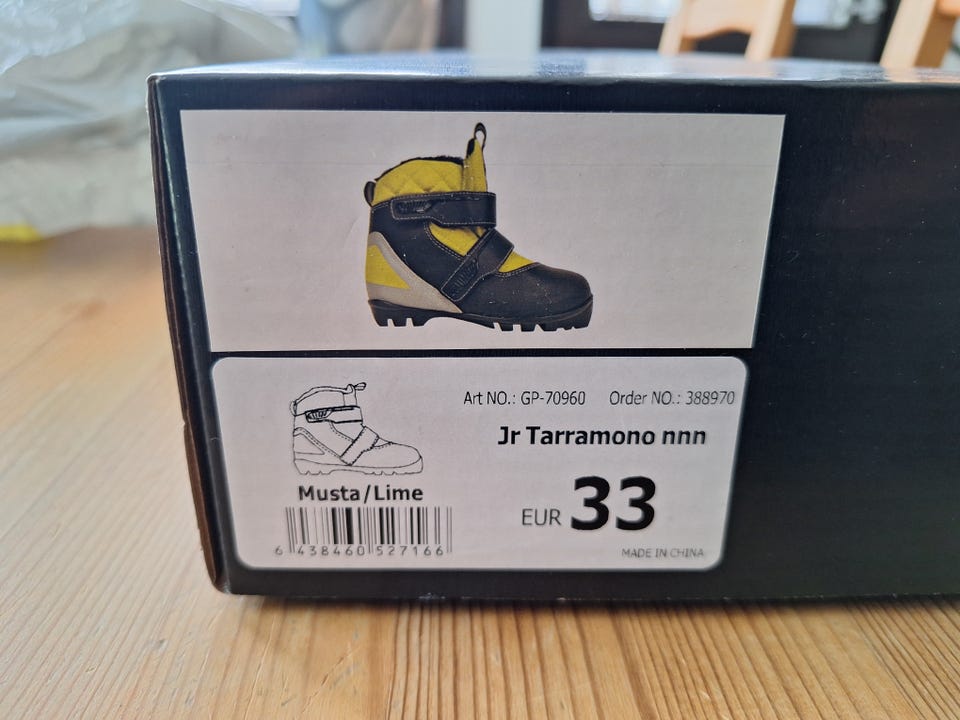 Art NO.: GP-70960 Order NO.: 388970
Jr Tarramono nnn
Musta/Lime
EUR 33
6 438460 527166
MADE IN CHINA